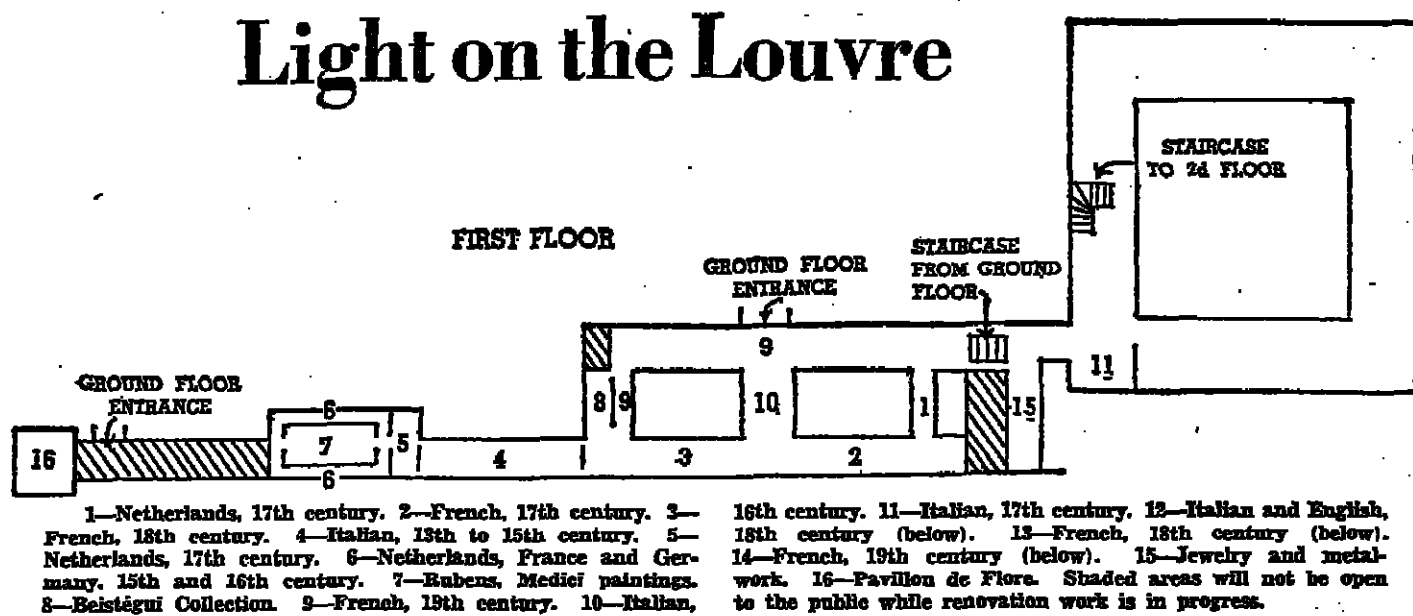 Light on the Louvre
STAIRCASE
TO 2d FLOOR
FIRST FLOOR
GROUND FLOOR
ENTRANCE
STAIRCASE
FROM GROUND
FLOOR
9
11
GROUND FLOOR
ENTRANCE
6
8
9
10
1
15
16
7
5
4
3
2
6
1—Netherlands, 17th century. 2—French, 17th century. 3—
French, 18th century. 4—Italian, 13th to 15th century. 5—
Netherlands, 17th century. 6—Netherlands, France and Ger-
many. 15th and 16th century. 7—Rubens, Medici paintings.
8—Beistégui Collection. 9—French, 19th century. 10—Italian,
16th century. 11—Italian, 17th century. 12—Italian and English,
18th century (below). 13—French, 18th century (below).
14—French, 19th century (below). 15—Jewelry and metal-
work. 16—Pavillon de Flore. Shaded areas will not be open
to the public while renovation work is in progress.